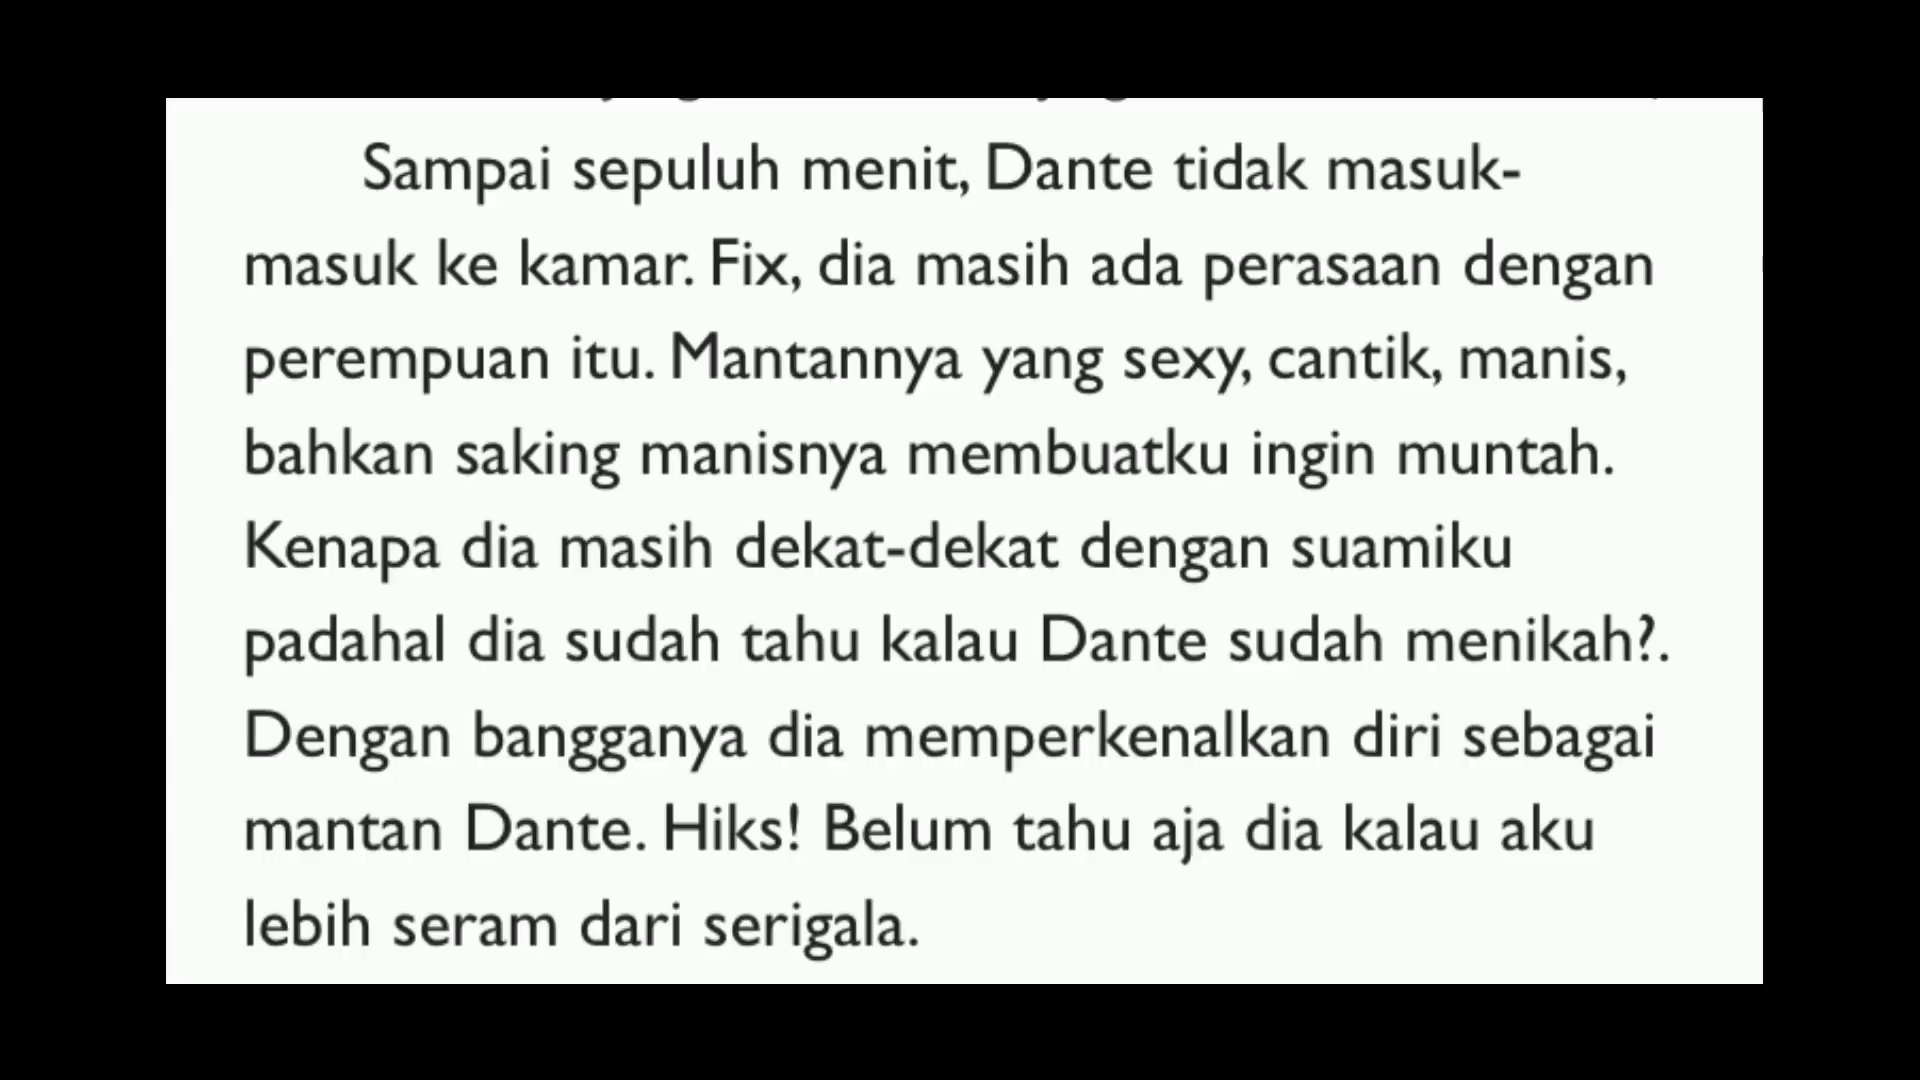 Sampai sepuluh menit, Dante tidak masuk-
masuk ke kamar. Fix, dia masih ada perasaan dengan
perempuan itu. Mantannya yang sexy, cantik, manis,
bahkan saking manisnya membuatku ingin muntah.
Kenapa dia masih dekat-dekat dengan suamiku
padahal dia sudah tahu kalau Dante sudah menikah?.
Dengan bangganya dia memperkenalkan diri sebagai
mantan Dante. Hiks! Belum tahu aja dia kalau aku
lebih seram dari serigala.